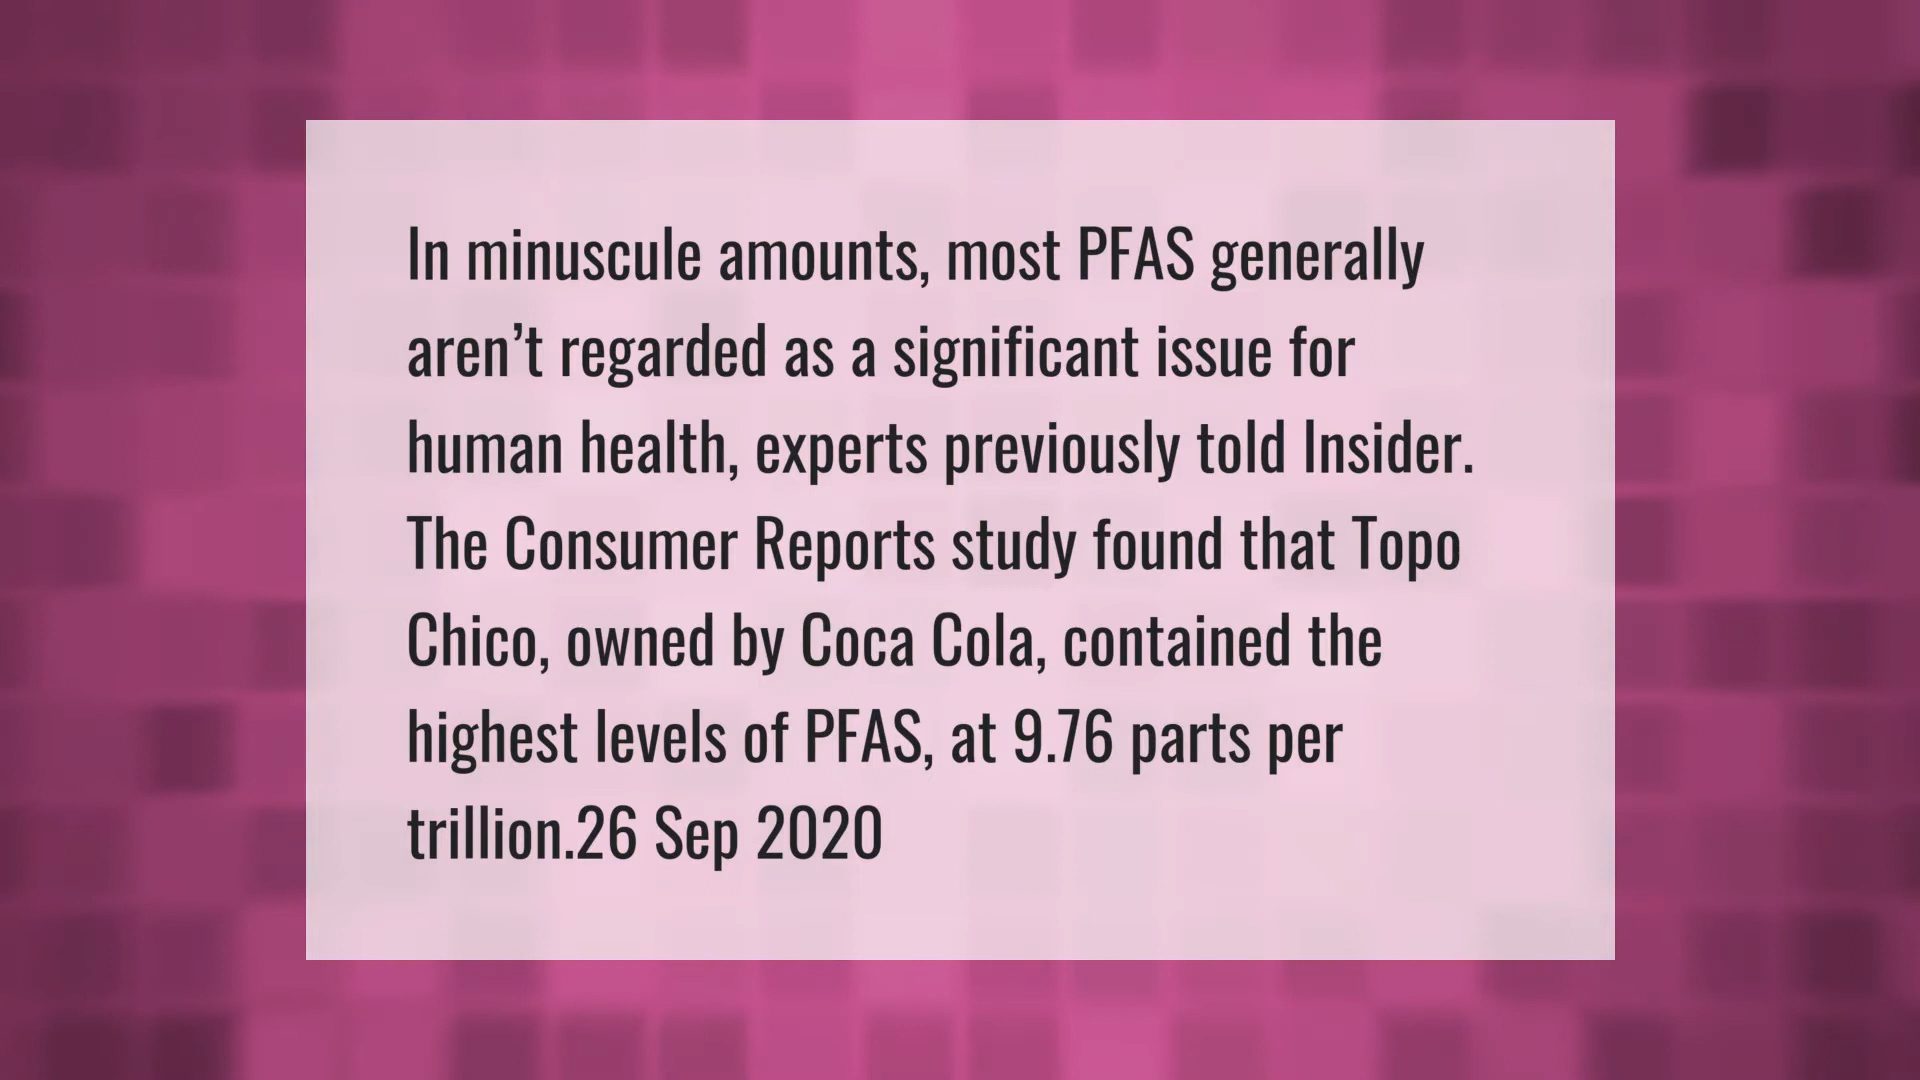 In minuscule amounts, most PFAS generally
aren’t regarded as a significant issue for
human health, experts previously told Insider.
The Consumer Reports study found that Topo
Chico, owned by Coca Cola, contained the
highest levels of PFAS, at 9.76 parts per
trillion.26 Sep 2020